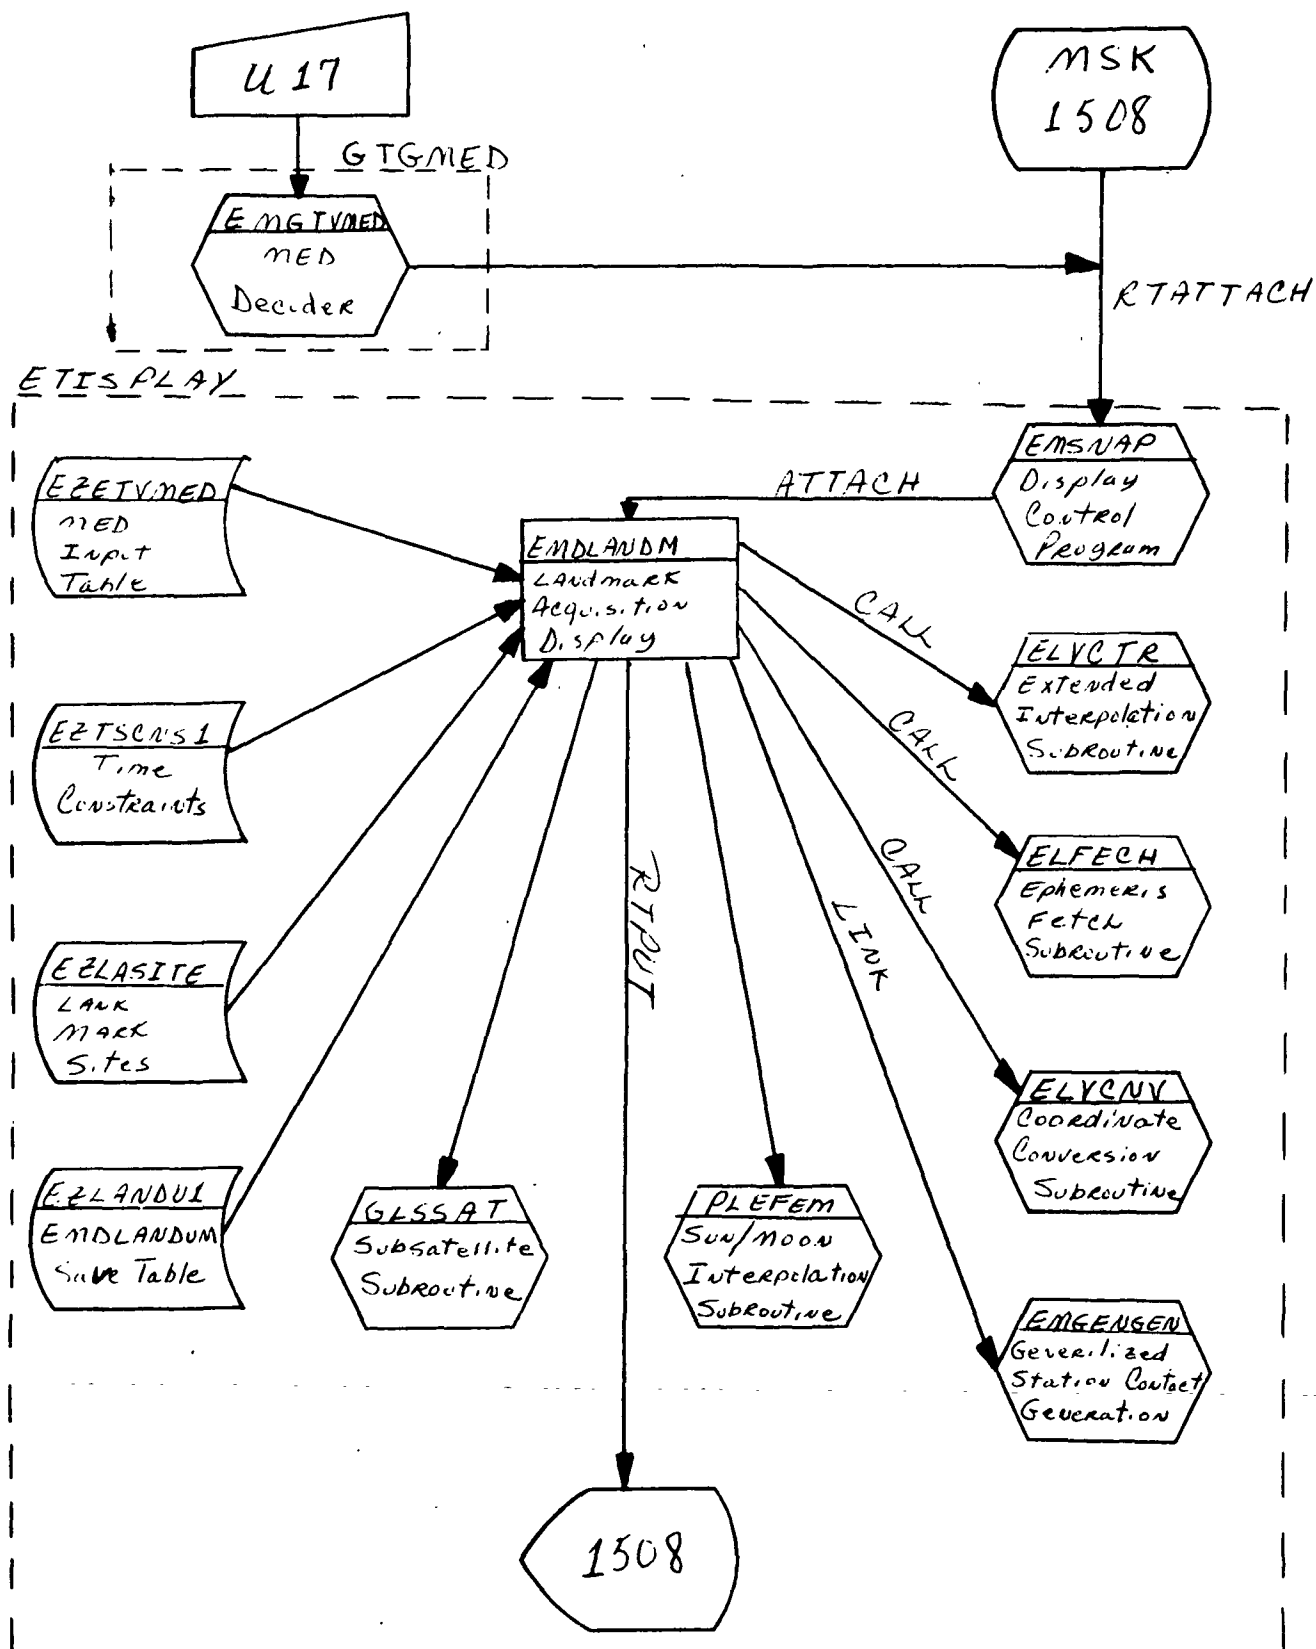 U 17
MSK
1508
GTGMED
EMGTVMED
MED
Decider
RTATTACH
ETISPLAY
EZETVMED
MED
Input
Table
ATTACH
EMSNAP
Display
Control
Program
EMDLANDM
Landmark
Acquisition
Display
CALL
ELVCTR
Extended
Interpolation
Subroutine
EZTSCNS1
Time
Constraints
CALL
ELFECH
Ephemeris
Fetch
Subroutine
CALL
RTPUT
LINK
EZLASITE
LANK
MARK
Sites
ELVCNV
Coordinate
Conversion
Subroutine
EZLANDU1
EMDLANDUM
Save Table
GLSSAT
Subsatellite
Subroutine
PLEFEM
Sun/Moon
Interpolation
Subroutine
EMGENGEN
Generilized
Station Contact
Generation
1508